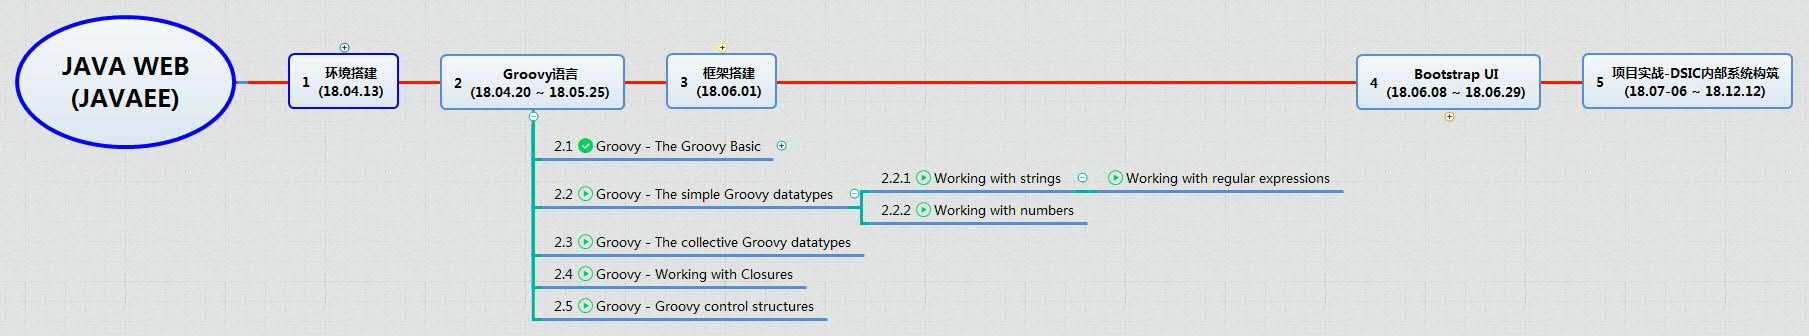 JAVA WEB
(JAVAEE)
1 环境搭建
(18.04.13)
2 Groovy语言
(18.04.20 ~ 18.05.25)
3 框架搭建
(18.06.01)
4 Bootstrap UI
(18.06.08 ~ 18.06.29)
5 项目实战-DSIC内部系统构筑
(18.07-06 ~ 18.12.12)
2.1 Groovy - The Groovy Basic
2.2 Groovy - The simple Groovy datatypes
2.2.1 Working with strings
Working with regular expressions
2.2.2 Working with numbers
2.3 Groovy - The collective Groovy datatypes
2.4 Groovy - Working with Closures
2.5 Groovy - Groovy control structures